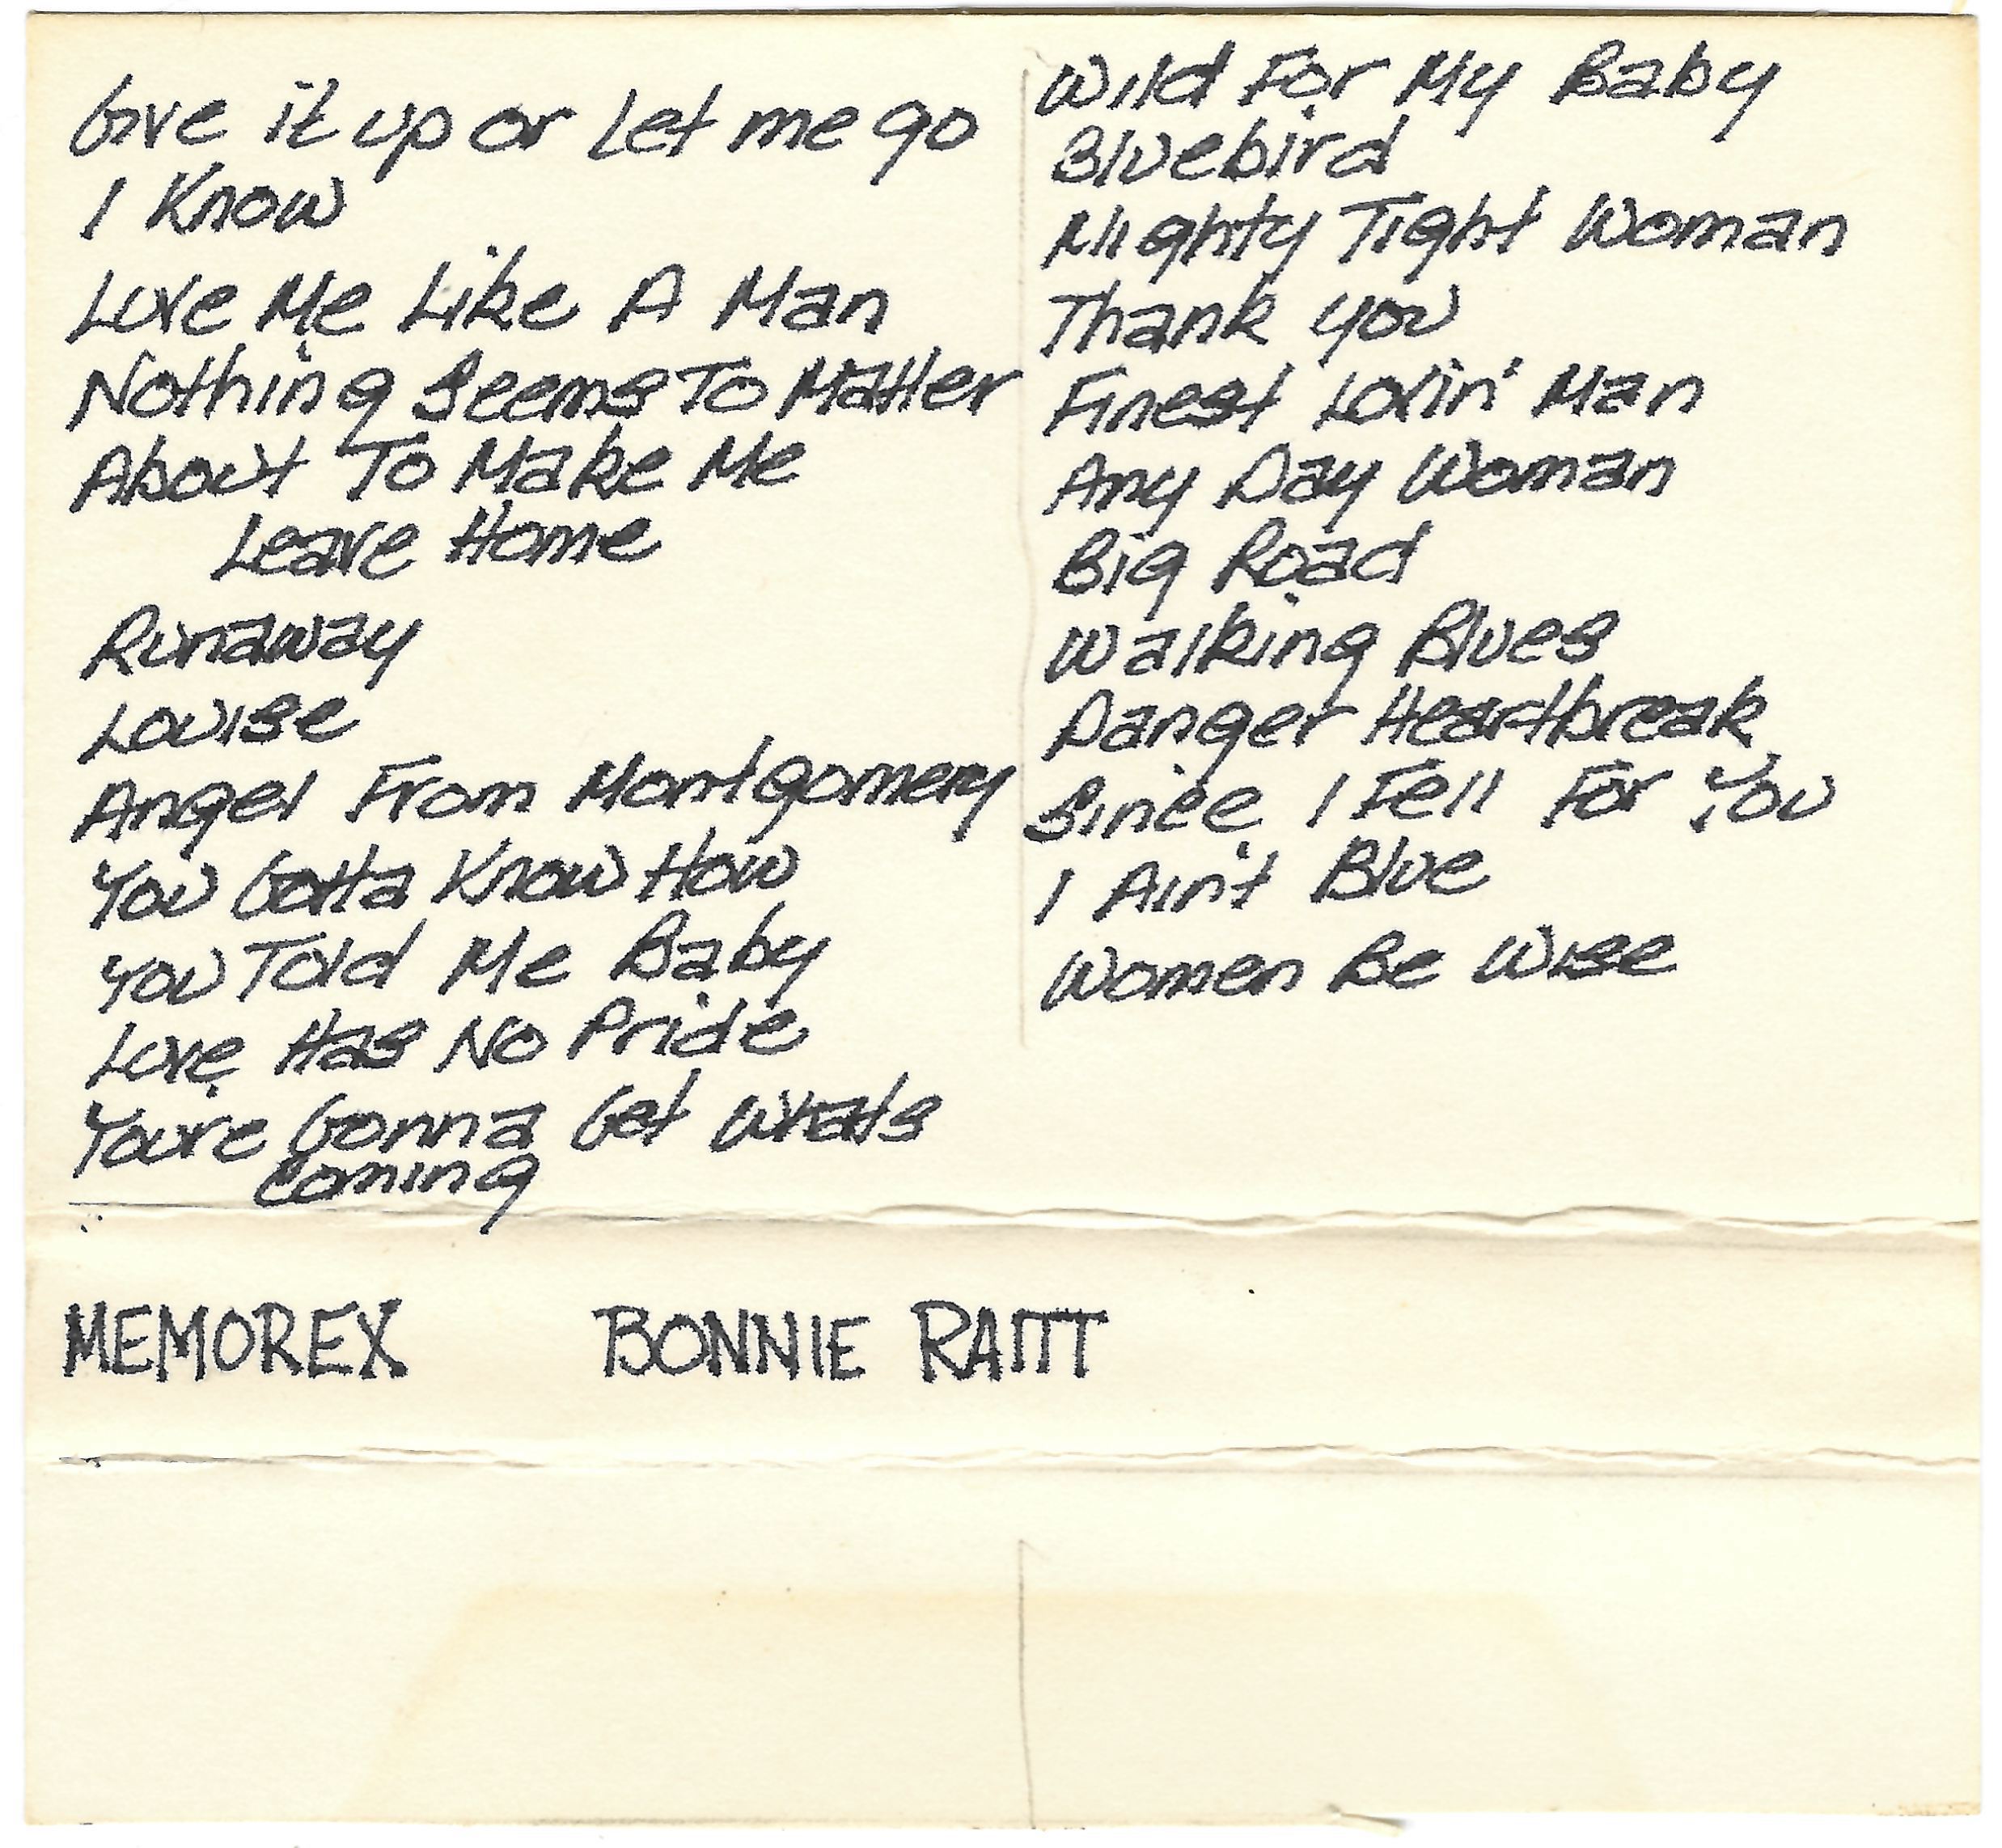 Give it up or Let me go
I Know
Love Me Like A Man
Nothing Seems To Matter
About To Make Me
Leave Home
Runaway
Louise
Angel From Montgomery
You Gotta Know How
You Told Me Baby
Love Has No Pride
You're Gonna Get Whats
coming
Wild For My Baby
Bluebird
Mighty Tight Woman
Thank you
Finest Lovin' Man
Any Day Woman
Big Road
Walking Blues
Danger Heartbreak
Since I Fell For You
I Ain't Blue
Women Be Wise
MEMOREX BONNIE RAITT